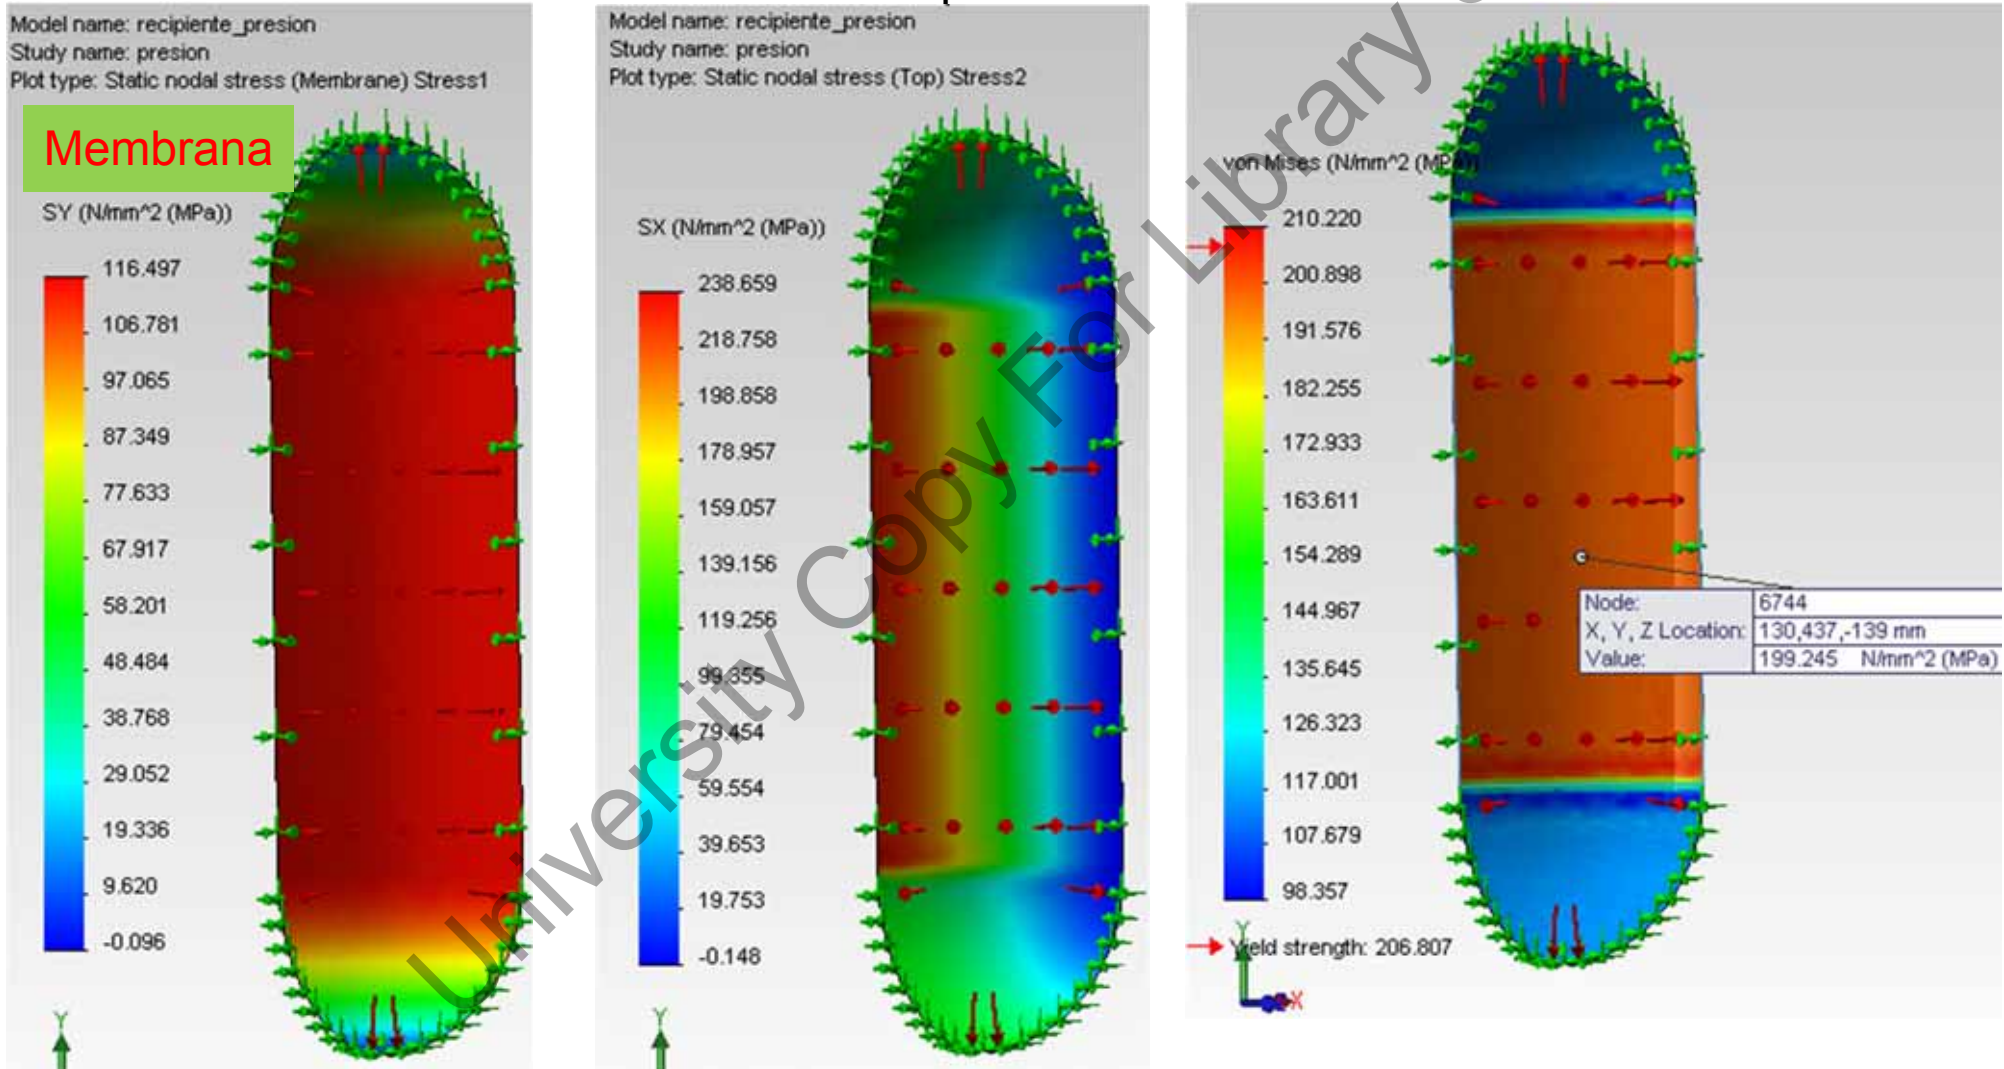 Model name: recipiente_presion
Study name: presion
Plot type: Static nodal stress (Membrane) Stress1
Membrana
SY (N/mm^2 (MPa))
116.497
106.781
97.065
87.349
77.633
67.917
58.201
48.484
38.768
29.052
19.336
9.620
-0.096
Y
Model name: recipiente_presion
Study name: presion
Plot type: Static nodal stress (Top) Stress2
SX (N/mm^2 (MPa))
238.659
218.758
198.858
178.957
159.057
139.156
119.256
99.355
79.454
59.554
39.653
19.753
-0.148
Y
von Mises (N/mm^2 (MPa))
210.220
200.898
191.576
182.255
172.933
163.611
154.289
144.967
135.645
126.323
117.001
107.679
98.357
Yield strength: 206.807
Y
X
Node: 6744
X, Y, Z Location: 130,437,-139 mm
Value: 199.245 N/mm^2 (MPa)
University Copy For Library